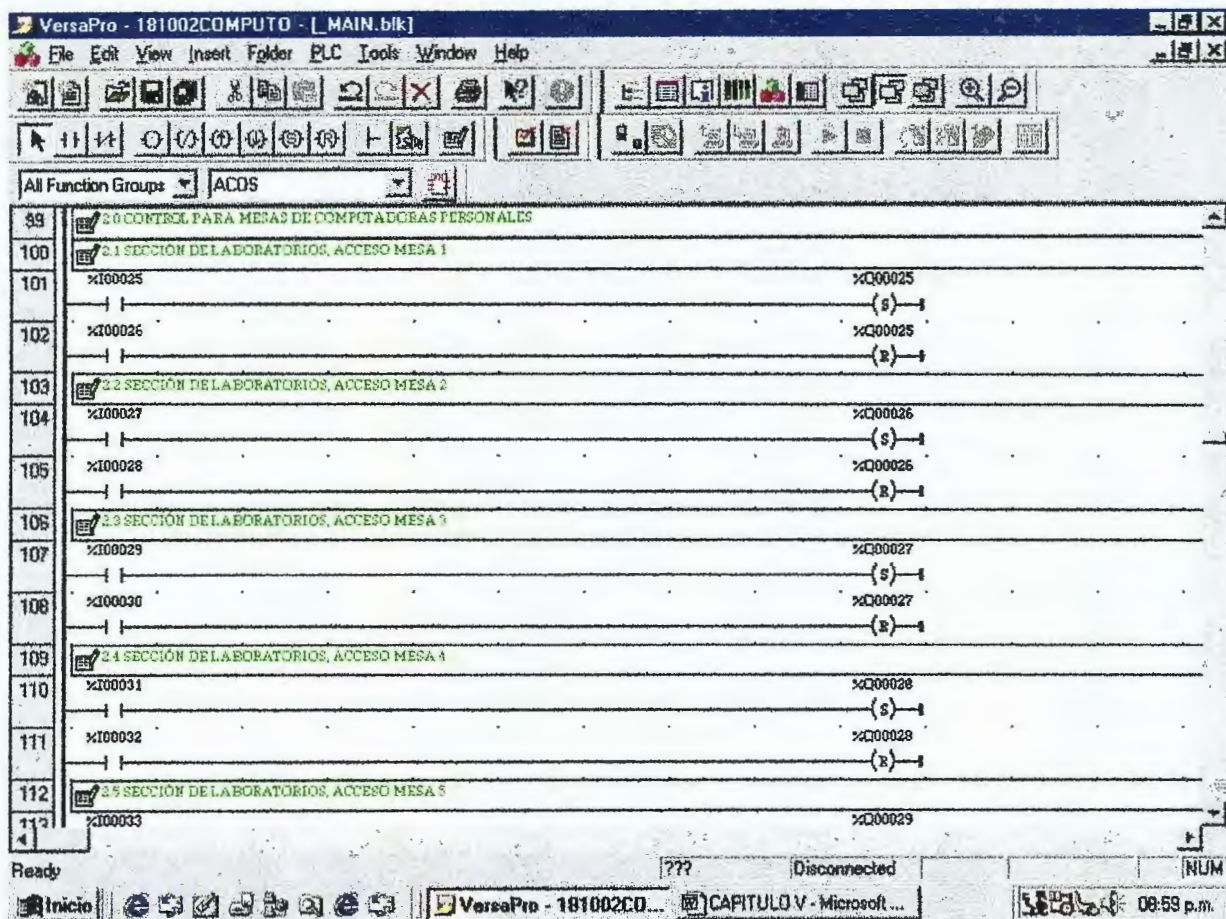 VersaPro - 181002COMPUTO - [_MAIN.blk]
File Edit View Insert Folder PLC Tools Window Help
All Function Groups ACOS
99 2.0 CONTROL PARA MESAS DE COMPUTADORAS PERSONALES
100 2.1 SECCIÓN DE LABORATORIOS, ACCESO MESA 1
101 %I00025 %Q00025
(S)
102 %I00026 %Q00025
(R)
103 2.2 SECCIÓN DE LABORATORIOS, ACCESO MESA 2
104 %I00027 %Q00026
(S)
105 %I00028 %Q00026
(R)
106 2.3 SECCIÓN DE LABORATORIOS, ACCESO MESA 3
107 %I00029 %Q00027
(S)
108 %I00030 %Q00027
(R)
109 2.4 SECCIÓN DE LABORATORIOS, ACCESO MESA 4
110 %I00031 %Q00028
(S)
111 %I00032 %Q00028
(R)
112 2.5 SECCIÓN DE LABORATORIOS, ACCESO MESA 5
113 %I00033 %Q00029
Ready ??? Disconnected NUM
Inicio VersaPro - 181002CO... CAPITULO V - Microsoft ... 08:59 p.m.